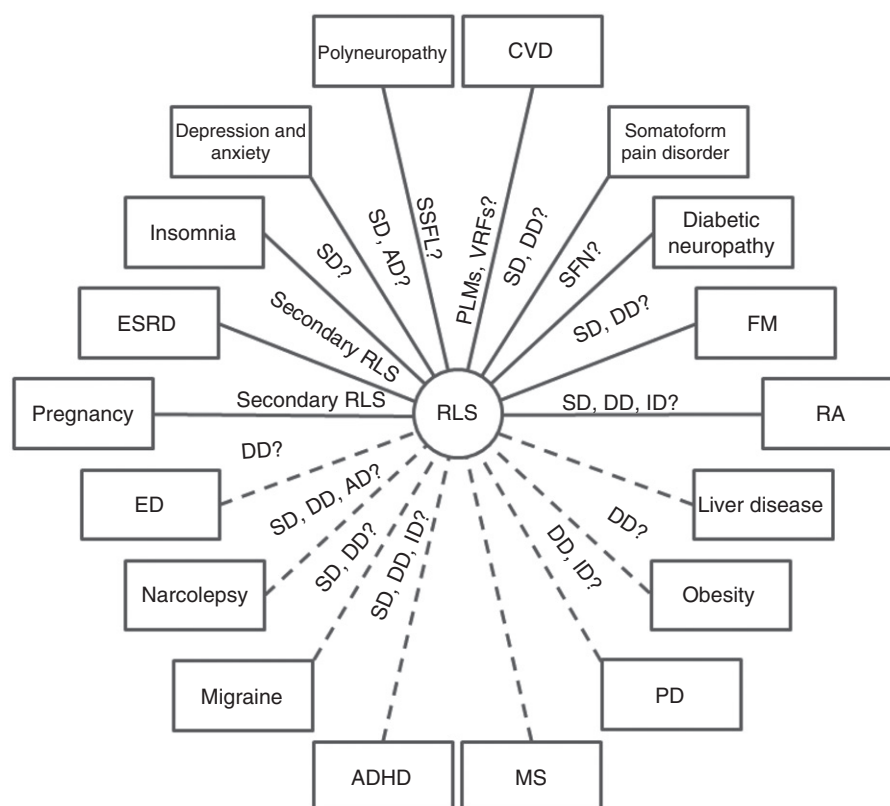 Polyneuropathy
CVD
Depression and
anxiety
Somatoform
pain disorder
Insomnia
Diabetic
neuropathy
ESRD
FM
Pregnancy
RLS
RA
ED
Liver disease
Narcolepsy
Obesity
Migraine
PD
ADHD
MS
SSFL?
PLMs, VRFs?
SD, AD?
SD, DD?
SD?
SFN?
Secondary RLS
SD, DD?
Secondary RLS
SD, DD, ID?
DD?
SD, DD, AD?
SD, DD?
SD, DD, ID?
DD, ID?
DD?